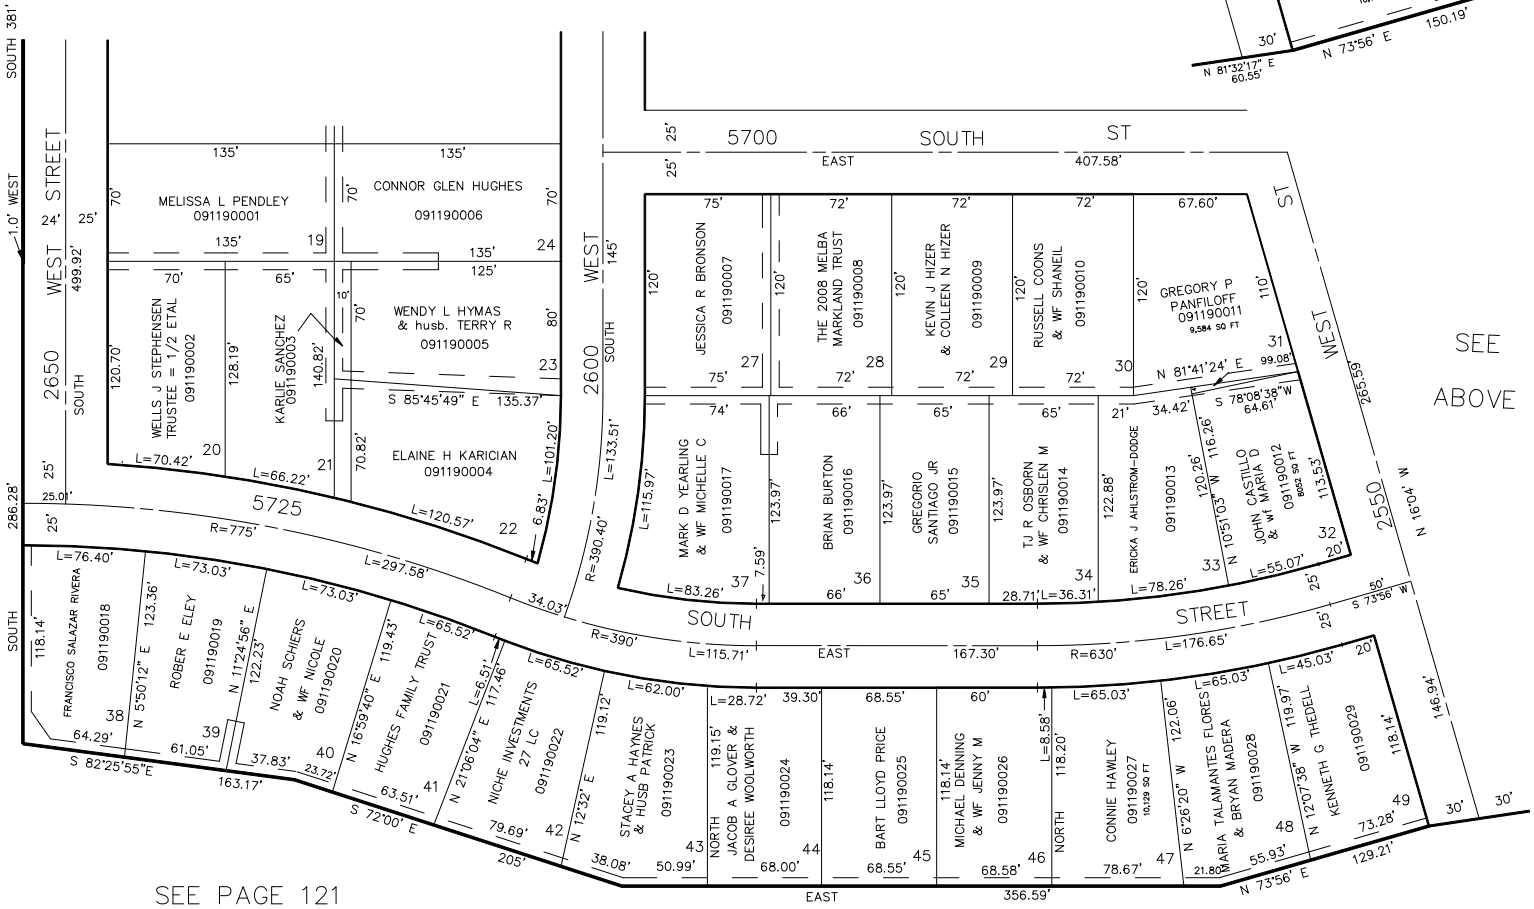 SOUTH 381'
1.0' WEST
WEST STREET
24'
25'
499.92'
2650
SOUTH
25'
25.01'
25'
286.28'
SOUTH
135'
135'
70'
MELISSA L PENDLEY
091190001
135'
19
70'
CONNOR GLEN HUGHES
091190006
70'
24
135'
125'
70'
65'
10'
120.70'
WELLS J STEPHENSEN
TRUSTEE = 1/2 ETAL
091190002
128.19'
20
L=70.42'
KARLIE SANCHEZ
091190003
140.82'
21
L=66.22'
70'
WENDY L HYMAS
& husb. TERRY R
091190005
80'
23
S 85°45'49" E 135.37'
70.82'
ELAINE H KARICIAN
091190004
L=101.20'
L=120.57'
22
6.83'
WEST
145'
2600
SOUTH
L=133.51'
R=390.40'
25'
25'
5700 SOUTH ST
EAST
407.58'
30'
N 81°32'17" E
60.55'
N 73°56' E 150.19'
75'
120'
JESSICA R BRONSON
091190007
27
75'
120'
72'
THE 2008 MELBA
MARKLAND TRUST
091190008
28
72'
120'
72'
KEVIN J HIZER
& COLLEEN N HIZER
091190009
29
72'
120'
72'
RUSSELL COONS
& WF SHANEIL
091190010
30
72'
120'
67.60'
GREGORY P
PANFILOFF
091190011
9,584 SQ FT
110'
31
N 81°41'24" E 99.08'
S 78°08'38"W
64.61'
ST
WEST
265.59'
2550
N 16°04' W
SEE
ABOVE
74'
L=115.97'
MARK D YEARLING
& WF MICHELLE C
091190017
37
L=83.26'
7.59'
123.97'
66'
BRIAN BURTON
091190016
36
66'
123.97'
65'
GREGORIO
SANTIAGO JR
091190015
35
65'
123.97'
65'
TJ R OSBORN
& WF CHRISLEN M
091190014
34
28.71'
L=36.31'
122.88'
21'
34.42'
ERICKA J AHLSTROM-DODGE
091190013
120.26'
33
L=78.26'
N 10°51'03" W 116.26'
JOHN CASTILLO
& Wf MARIA D
091190012
8052 SQ FT
113.53'
32
L=55.07'
20'
5725
R=775'
L=297.58'
34.03'
SOUTH
R=390'
L=115.71'
EAST
167.30'
R=630'
STREET
L=176.65'
25'
25'
50'
S 73°56' W
L=76.40'
118.14'
FRANCISCO SALAZAR RIVERA
091190018
38
64.29'
N 5°50'12" E 123.36'
L=73.03'
ROBER E ELEY
091190019
39
61.05'
N 11°24'56" E
122.23'
L=73.03'
NOAH SCHIERS
& WF NICOLE
091190020
40
37.83'
23.72'
N 16°59'40" E 119.43'
L=65.52'
HUGHES FAMILY TRUST
091190021
41
63.51'
L=6.51'
N 21°06'04" E 117.46'
L=65.52'
NICHE INVESTMENTS
27 LC
091190022
42
79.69'
N 12°32' E 119.12'
L=62.00'
STACEY A HAYNES
& HUSB PATRICK
091190023
43
38.08'
50.99'
NORTH 119.15'
L=28.72'
39.30'
JACOB A GLOVER &
DESIREE WOOLWORTH
091190024
44
68.00'
118.14'
68.55'
BART LLOYD PRICE
091190025
45
68.55'
118.14'
60'
L=8.58'
MICHAEL DENNING
& WF JENNY M
091190026
46
68.58'
NORTH 118.20'
L=65.03'
CONNIE HAWLEY
091190027
10,129 SQ FT
47
78.67'
N 6°26'20" W 122.06'
L=65.03'
MARIA TALAMANTES FLORES
& BRYAN MADERA
091190028
48
21.80'
55.93'
N 12°07'38" W 119.97'
L=45.03'
20'
KENNETH G THEDELL
091190029
118.14'
49
73.28'
146.94'
30'
30'
S 82°25'55"E 163.17'
S 72°00' E 205'
EAST 356.59'
N 73°56' E 129.21'
SEE PAGE 121